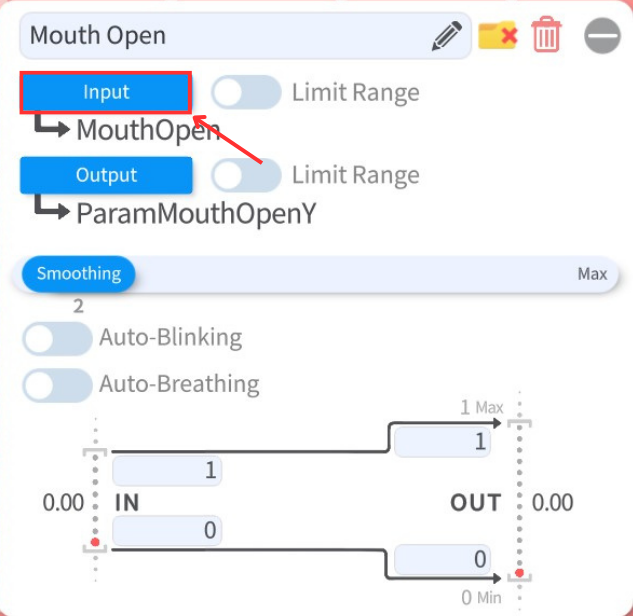 Mouth Open
Input Limit Range
MouthOpen
Output Limit Range
ParamMouthOpenY
Smoothing Max
2
Auto-Blinking
Auto-Breathing
1 Max
1
1
0.00 IN OUT 0.00
0
0
0 Min